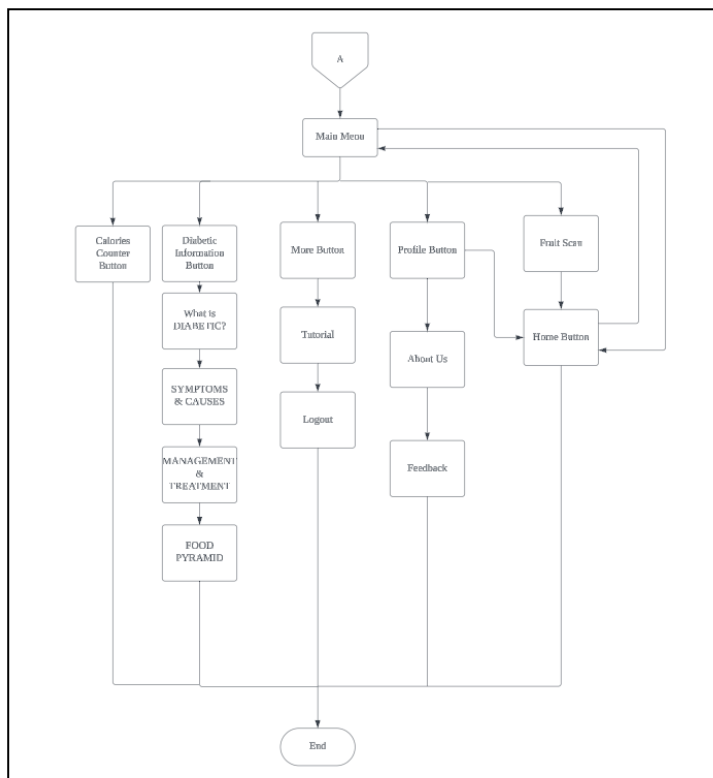 A
Main Menu
Calories
Counter
Button
Diabetic
Information
Button
More Button
Profile Button
Fruit Scan
What is
DIABETIC?
Tutorial
About Us
Home Button
SYMPTOMS
& CAUSES
Logout
MANAGEMENT
&
TREATMENT
Feedback
FOOD
PYRAMID
End